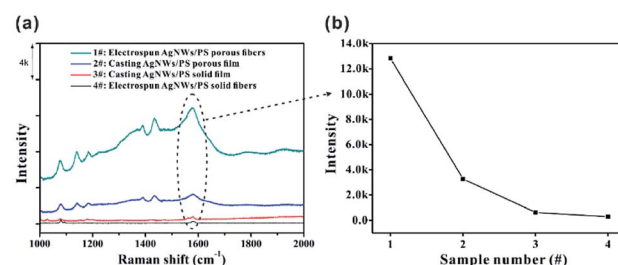 (a)
4k
1#: Electrospun AgNWs/PS porous fibers
2#: Casting AgNWs/PS porous film
3#: Casting AgNWs/PS solid film
4#: Electrospun AgNWs/PS solid fibers
Intensity
1000 1200 1400 1600 1800 2000
Raman shift (cm-1)
(b)
14.0k
12.0k
10.0k
8.0k
6.0k
4.0k
2.0k
0.0
Intensity
1 2 3 4
Sample number (#)